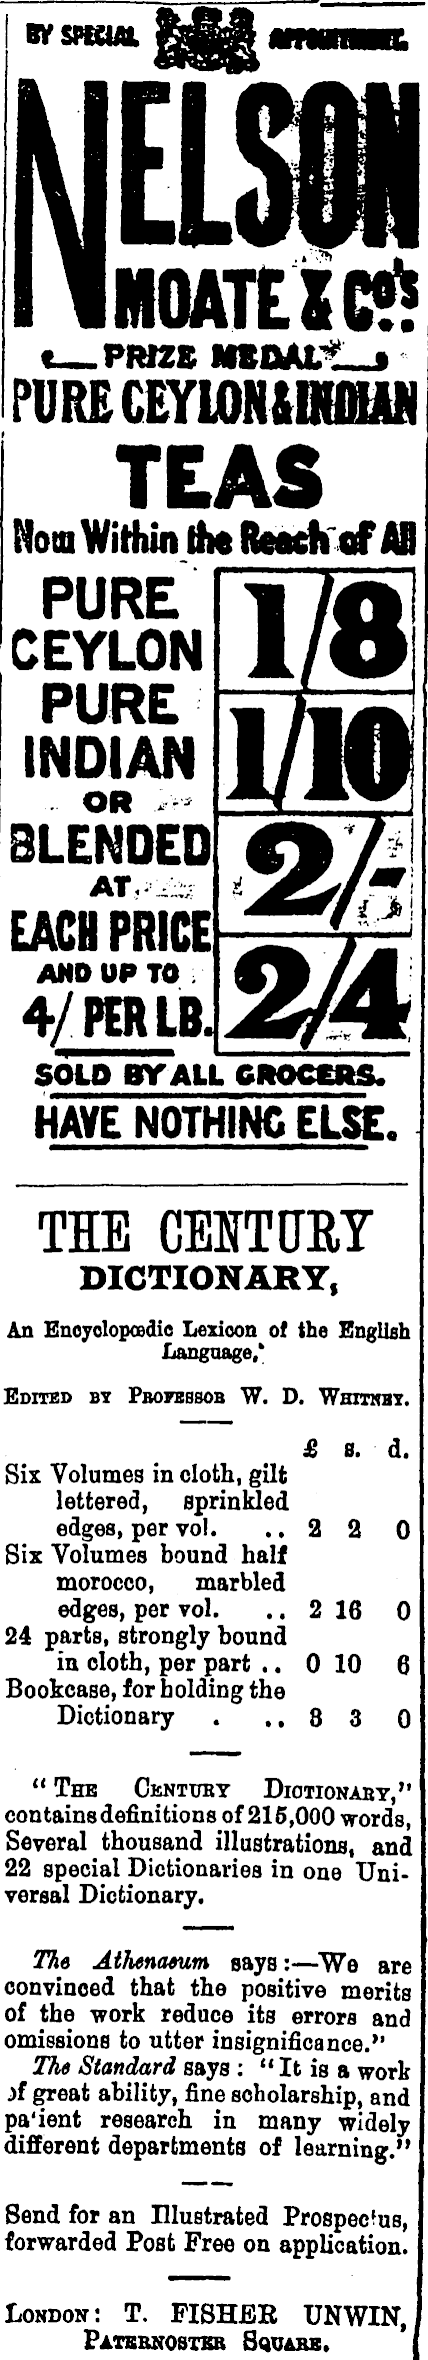 BY SPECIAL APPOINTMENT.
NELSON
MOATE & Co's.
PRIZE MEDAL
PURE CEYLON & INDIAN
TEAS
Now Within the Reach of All
PURE
CEYLON
PURE
INDIAN
OR
BLENDED
AT
EACH PRICE
AND UP TO
4/ PER LB.
1/8
1/10
2/-
2/4
SOLD BY ALL GROCERS.
HAVE NOTHING ELSE.
THE CENTURY
DICTIONARY,
An Encyclopœdic Lexicon of the English
Language,
EDITED BY PROFESSOR W. D. WHITNEY.
£ s. d.
Six Volumes in cloth, gilt
lettered, sprinkled
edges, per vol. .. 2 2 0
Six Volumes bound half
morocco, marbled
edges, per vol. .. 2 16 0
24 parts, strongly bound
in cloth, per part .. 0 10 6
Bookcase, for holding the
Dictionary . .. 3 3 0
"THE CENTURY DICTIONARY,"
contains definitions of 215,000 words,
Several thousand illustrations, and
22 special Dictionaries in one Uni-
versal Dictionary.
The Athenaeum says:—We are
convinced that the positive merits
of the work reduce its errors and
omissions to utter insignificance."
The Standard says: "It is a work
of great ability, fine scholarship, and
patient research in many widely
different departments of learning."
Send for an Illustrated Prospectus,
forwarded Post Free on application.
LONDON: T. FISHER UNWIN,
PATERNOSTER SQUARE.